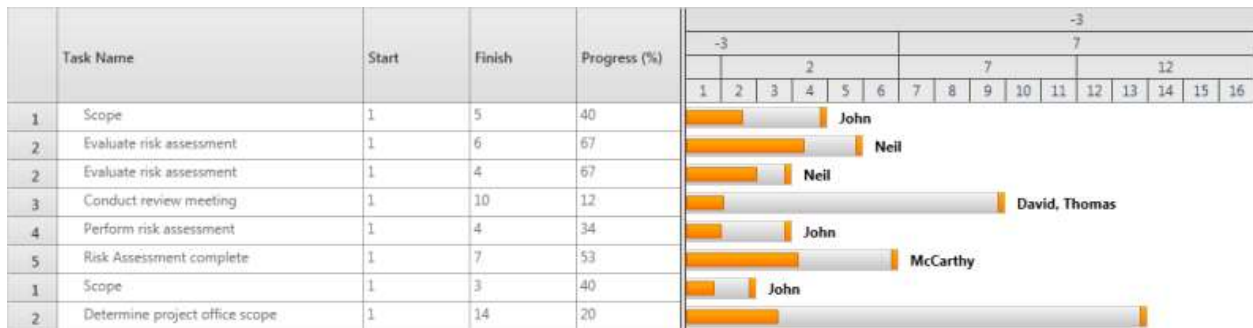 -3
Task Name Start Finish Progress (%) -3 7
2 7 12
1 2 3 4 5 6 7 8 9 10 11 12 13 14 15 16
1 Scope 1 5 40 John
2 Evaluate risk assessment 1 6 67 Neil
2 Evaluate risk assessment 1 4 67 Neil
3 Conduct review meeting 1 10 12 David, Thomas
4 Perform risk assessment 1 4 34 John
5 Risk Assessment complete 1 7 53 McCarthy
1 Scope 1 3 40 John
2 Determine project office scope 1 14 20